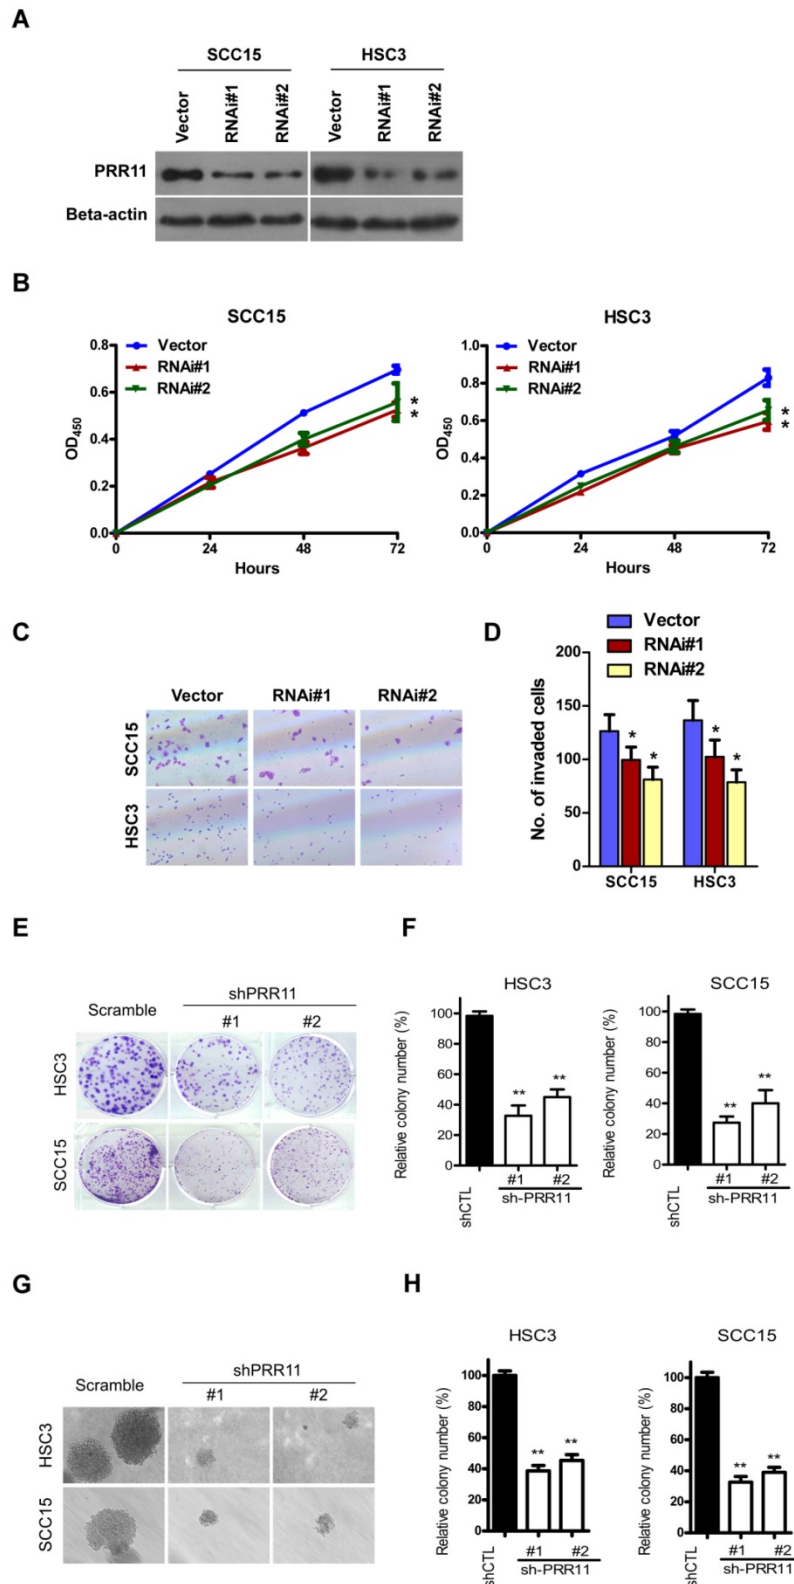 A
SCC15 HSC3
Vector RNAi#1 RNAi#2 Vector RNAi#1 RNAi#2
PRR11
Beta-actin
B
SCC15
0.8
0.6
0.4
0.2
0.0
OD450
Vector
RNAi#1
RNAi#2
*
*
0 24 48 72
Hours
HSC3
1.0
0.8
0.6
0.4
0.2
0.0
OD450
Vector
RNAi#1
RNAi#2
*
*
0 24 48 72
Hours
C
Vector RNAi#1 RNAi#2
SCC15
HSC3
D
Vector
RNAi#1
RNAi#2
200
150
100
50
0
No. of invaded cells
* * * *
SCC15 HSC3
E
Scramble shPRR11
#1 #2
HSC3
SCC15
F
HSC3
Relative colony number (%)
100
80
60
40
20
0
** **
shCTL #1 #2
sh-PRR11
SCC15
Relative colony number (%)
100
80
60
40
20
0
** **
shCTL #1 #2
sh-PRR11
G
Scramble shPRR11
#1 #2
HSC3
SCC15
H
HSC3
Relative colony number (%)
100
80
60
40
20
0
** **
shCTL #1 #2
sh-PRR11
SCC15
Relative colony number (%)
100
80
60
40
20
0
** **
shCTL #1 #2
sh-PRR11